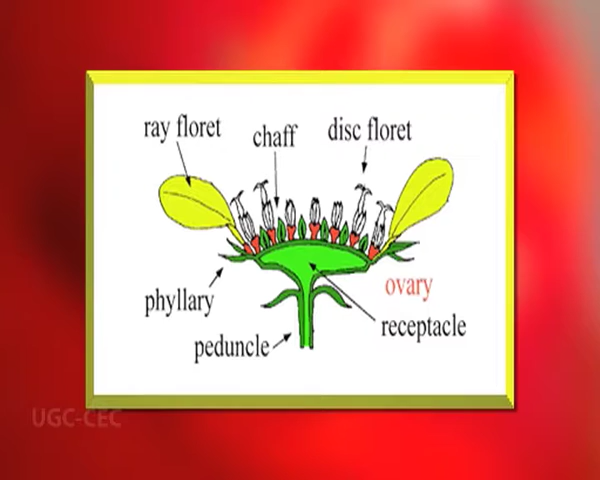 ray floret
chaff
disc floret
phyllary
ovary
receptacle
peduncle
UGC-CEC